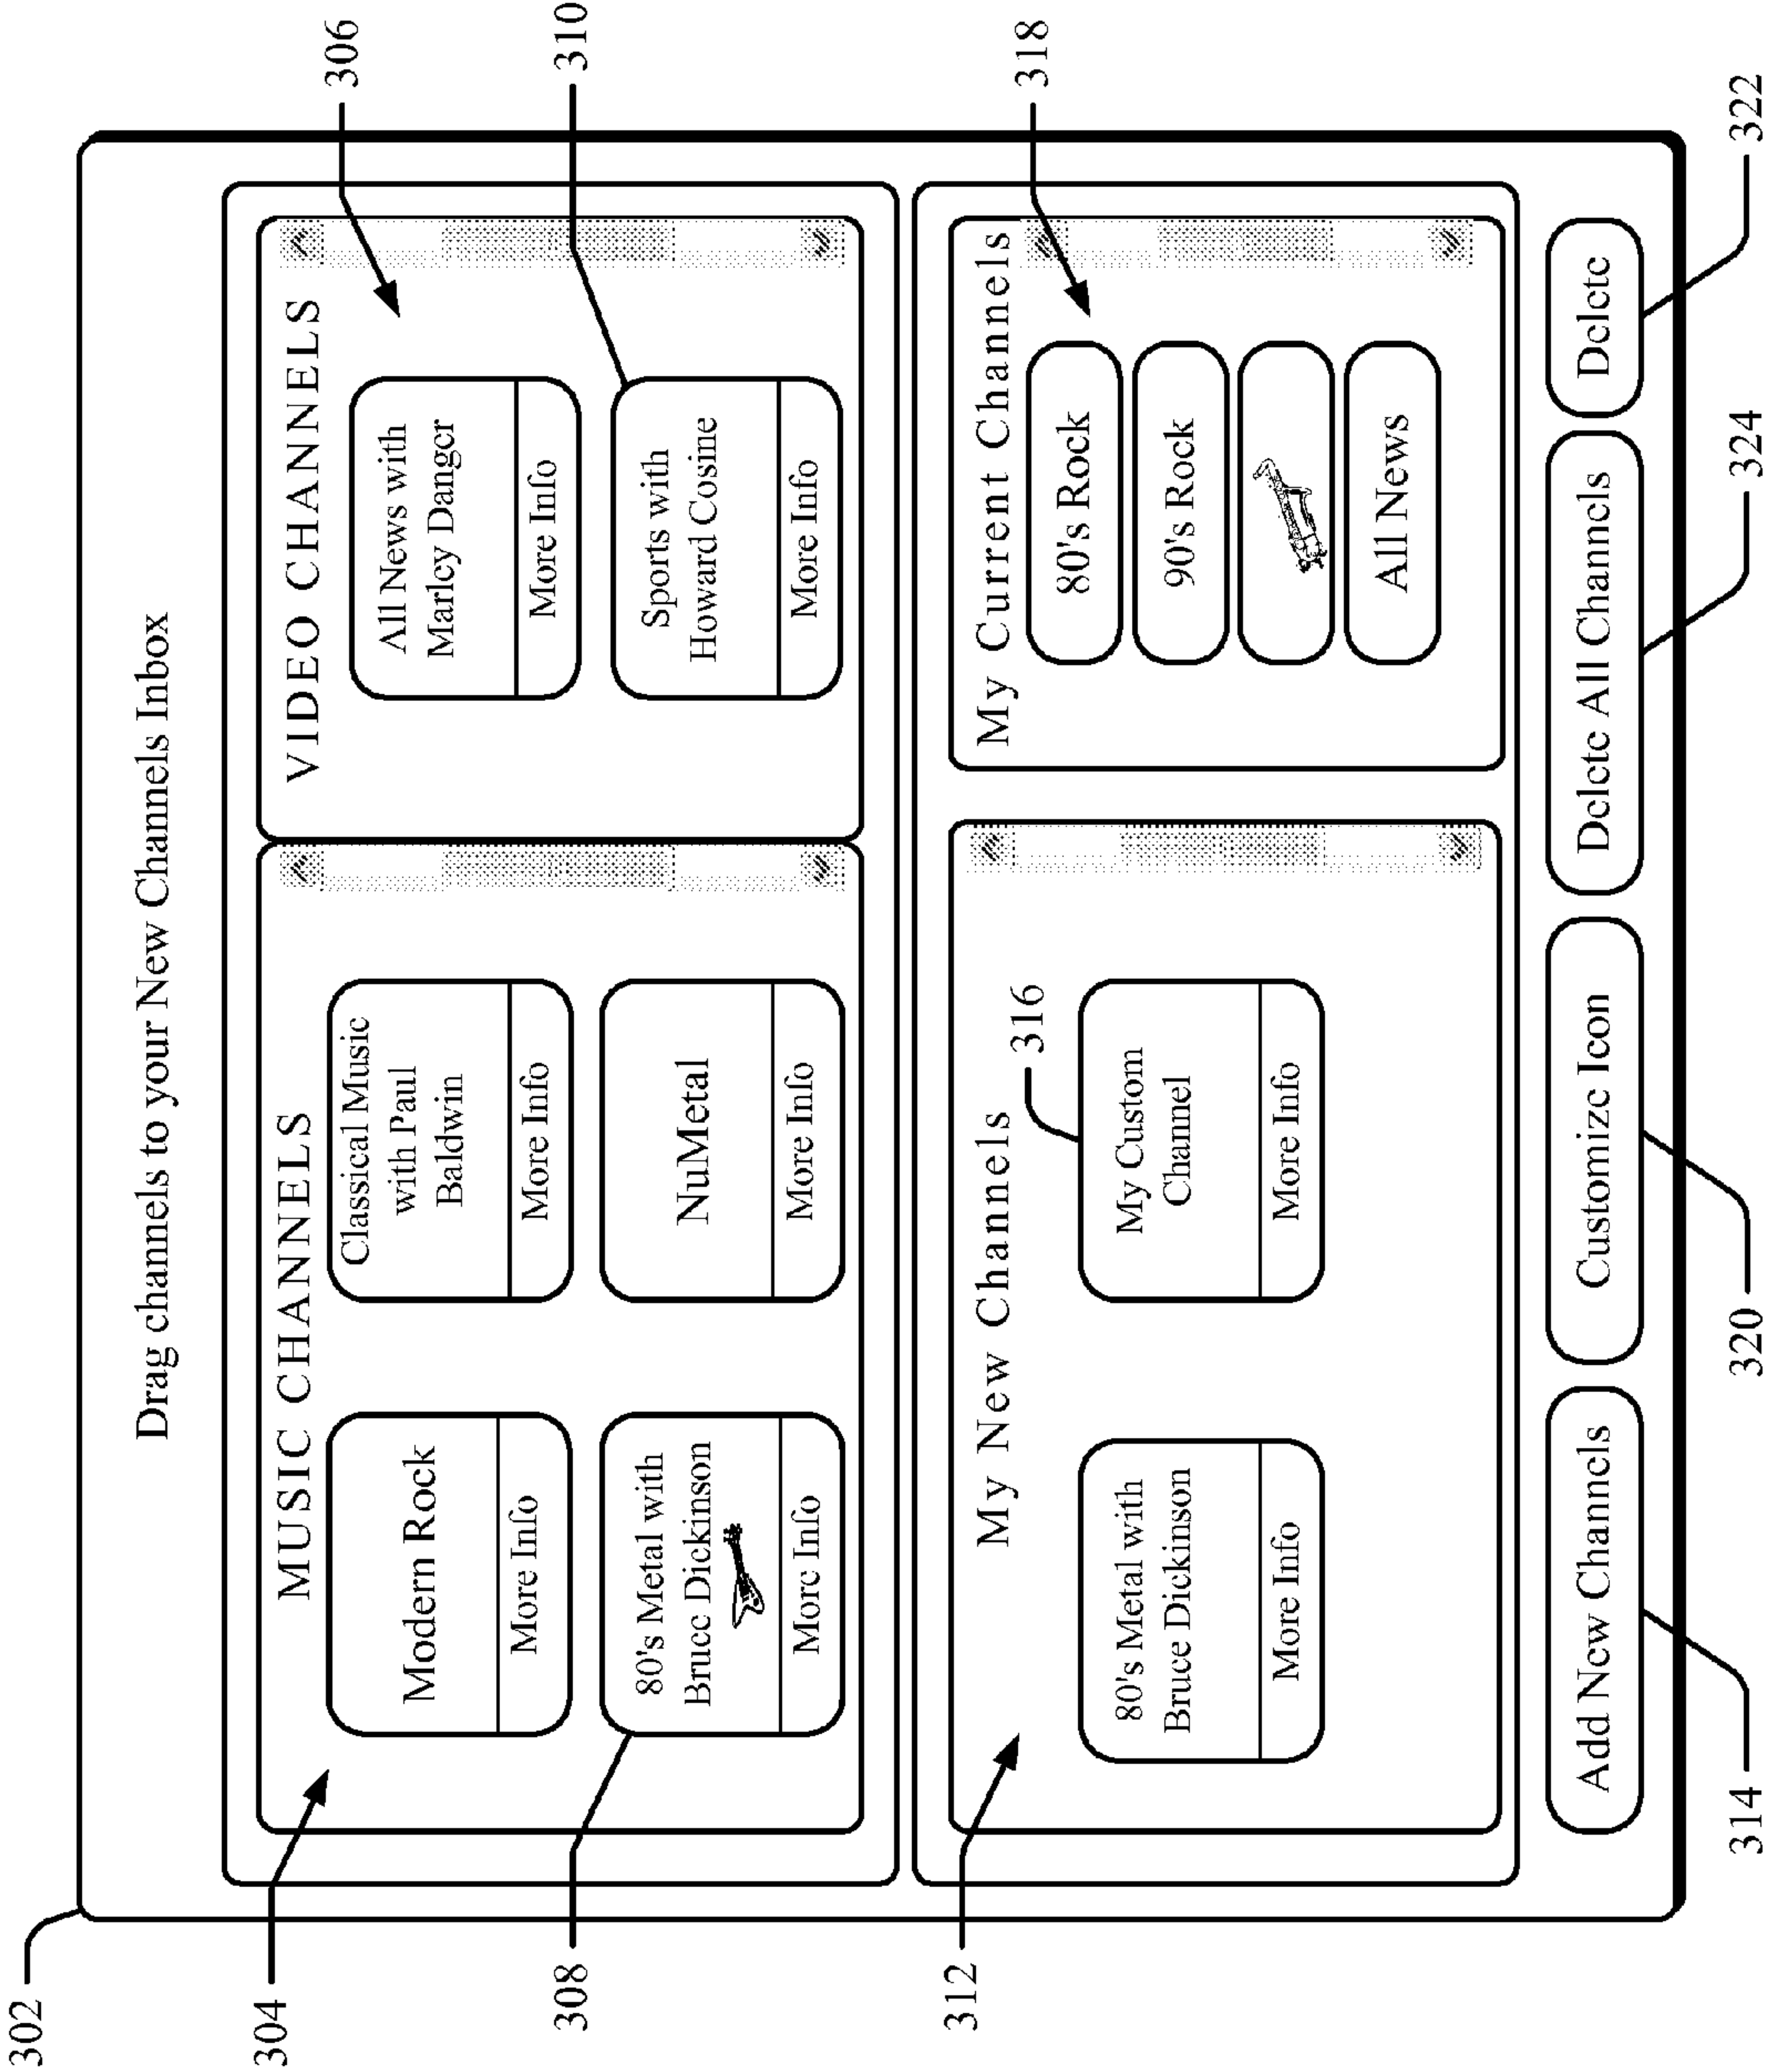 302
Drag channels to your New Channels Inbox
304
MUSIC CHANNELS
Modern Rock
More Info
Classical Music
with Paul
Baldwin
More Info
308
80's Metal with
Bruce Dickinson
More Info
NuMetal
More Info
306
VIDEO CHANNELS
All News with
Marley Danger
More Info
310
Sports with
Howard Cosine
More Info
312
My New Channels
80's Metal with
Bruce Dickinson
More Info
316
My Custom
Channel
More Info
318
My Current Channels
80's Rock
90's Rock
All News
Add New Channels
Customize Icon
Delete All Channels
Delete
314
320
324
322